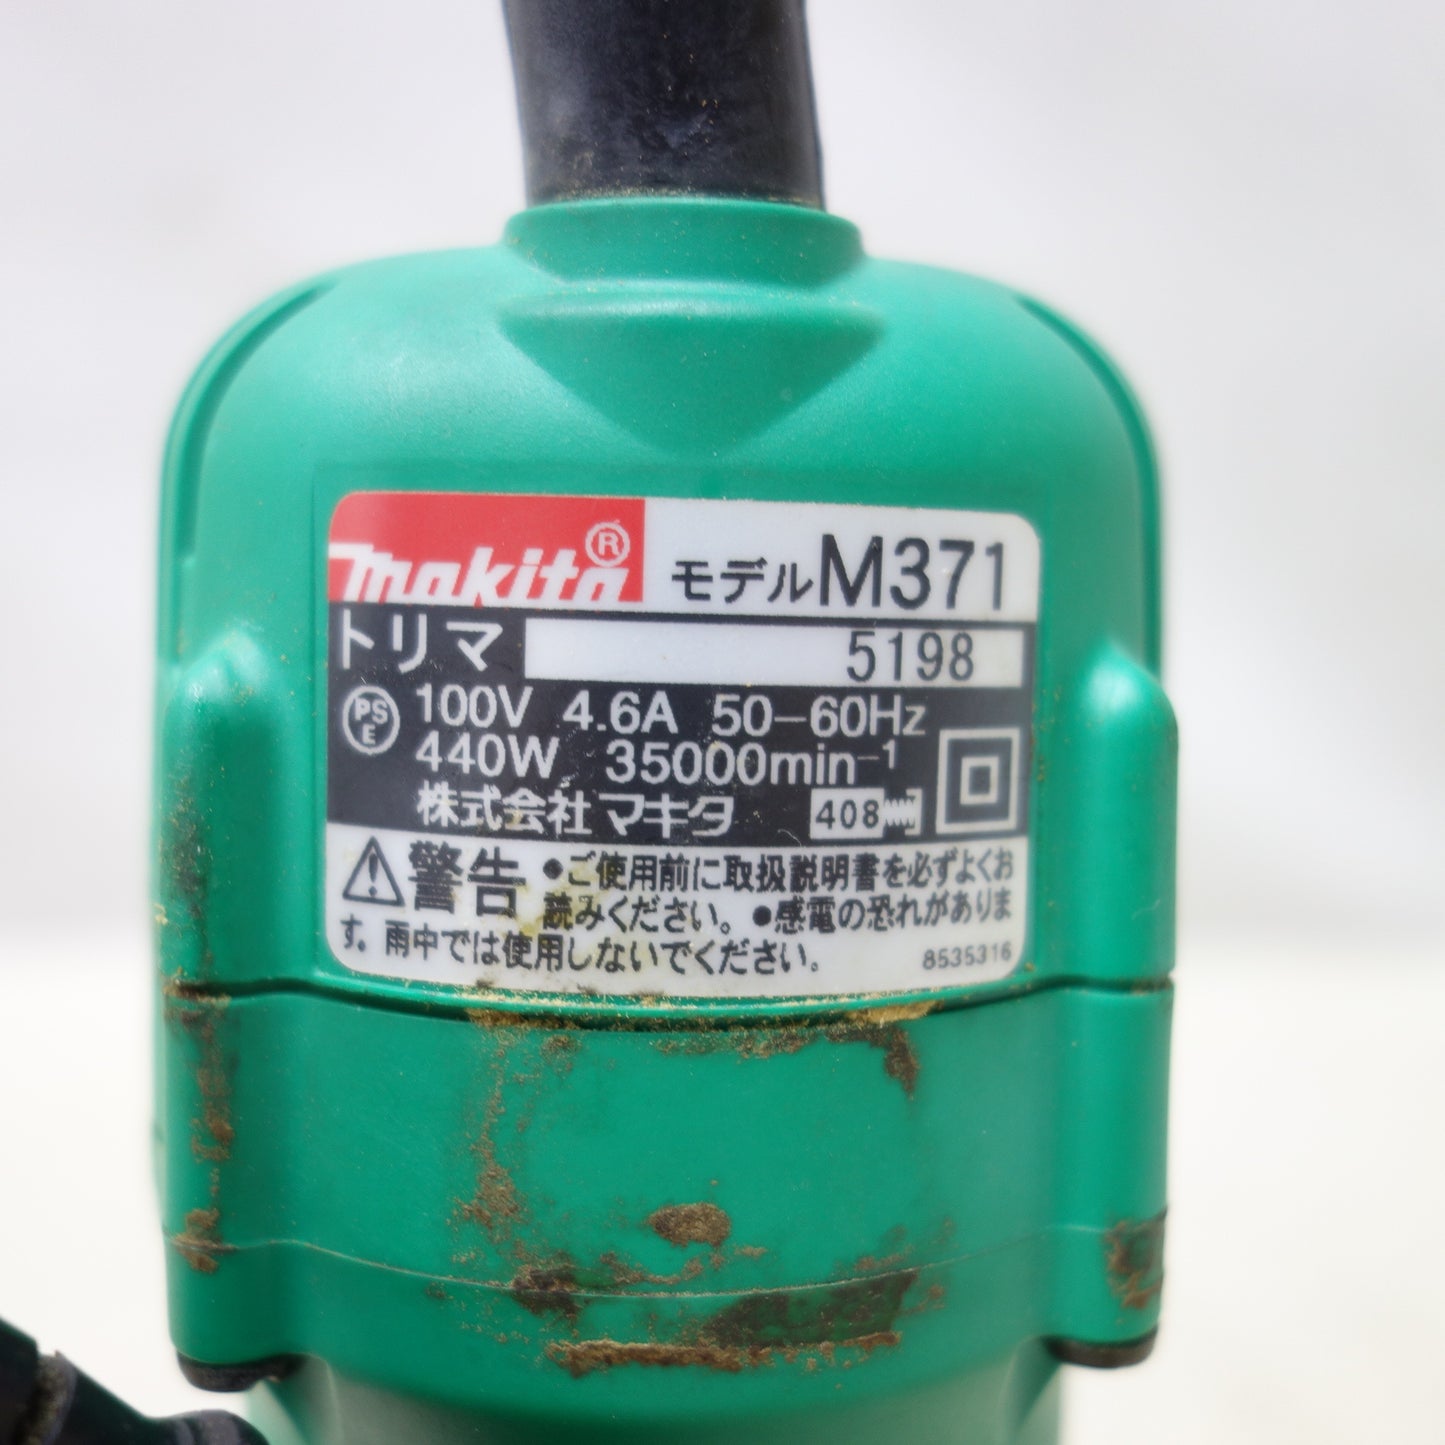 makita® モデルM371
トリマ 5198
PSE 100V 4.6A 50-60Hz
440W 35000min⁻¹
株式会社マキタ 408
警告 ●ご使用前に取扱説明書を必ずよくお
読みください。●感電の恐れがありま
す。雨中では使用しないでください。 8535316